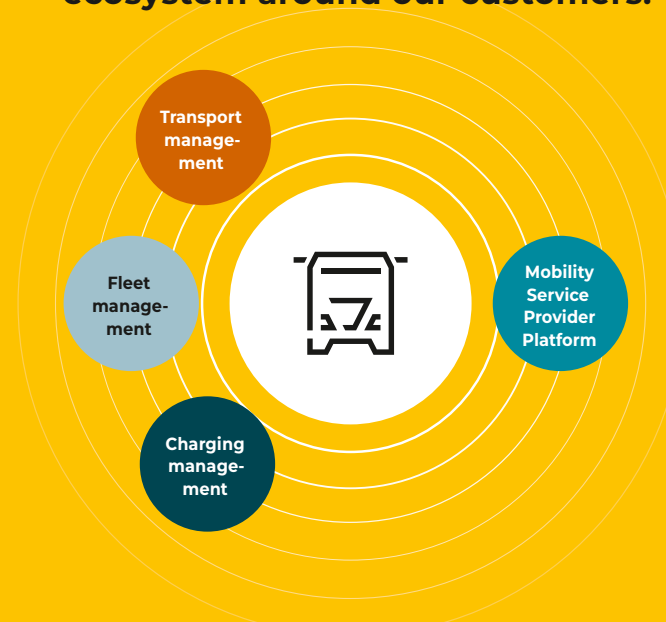 ecosystem around our customers.
Transport
manage-
ment
Fleet
manage-
ment
Mobility
Service
Provider
Platform
Charging
manage-
ment